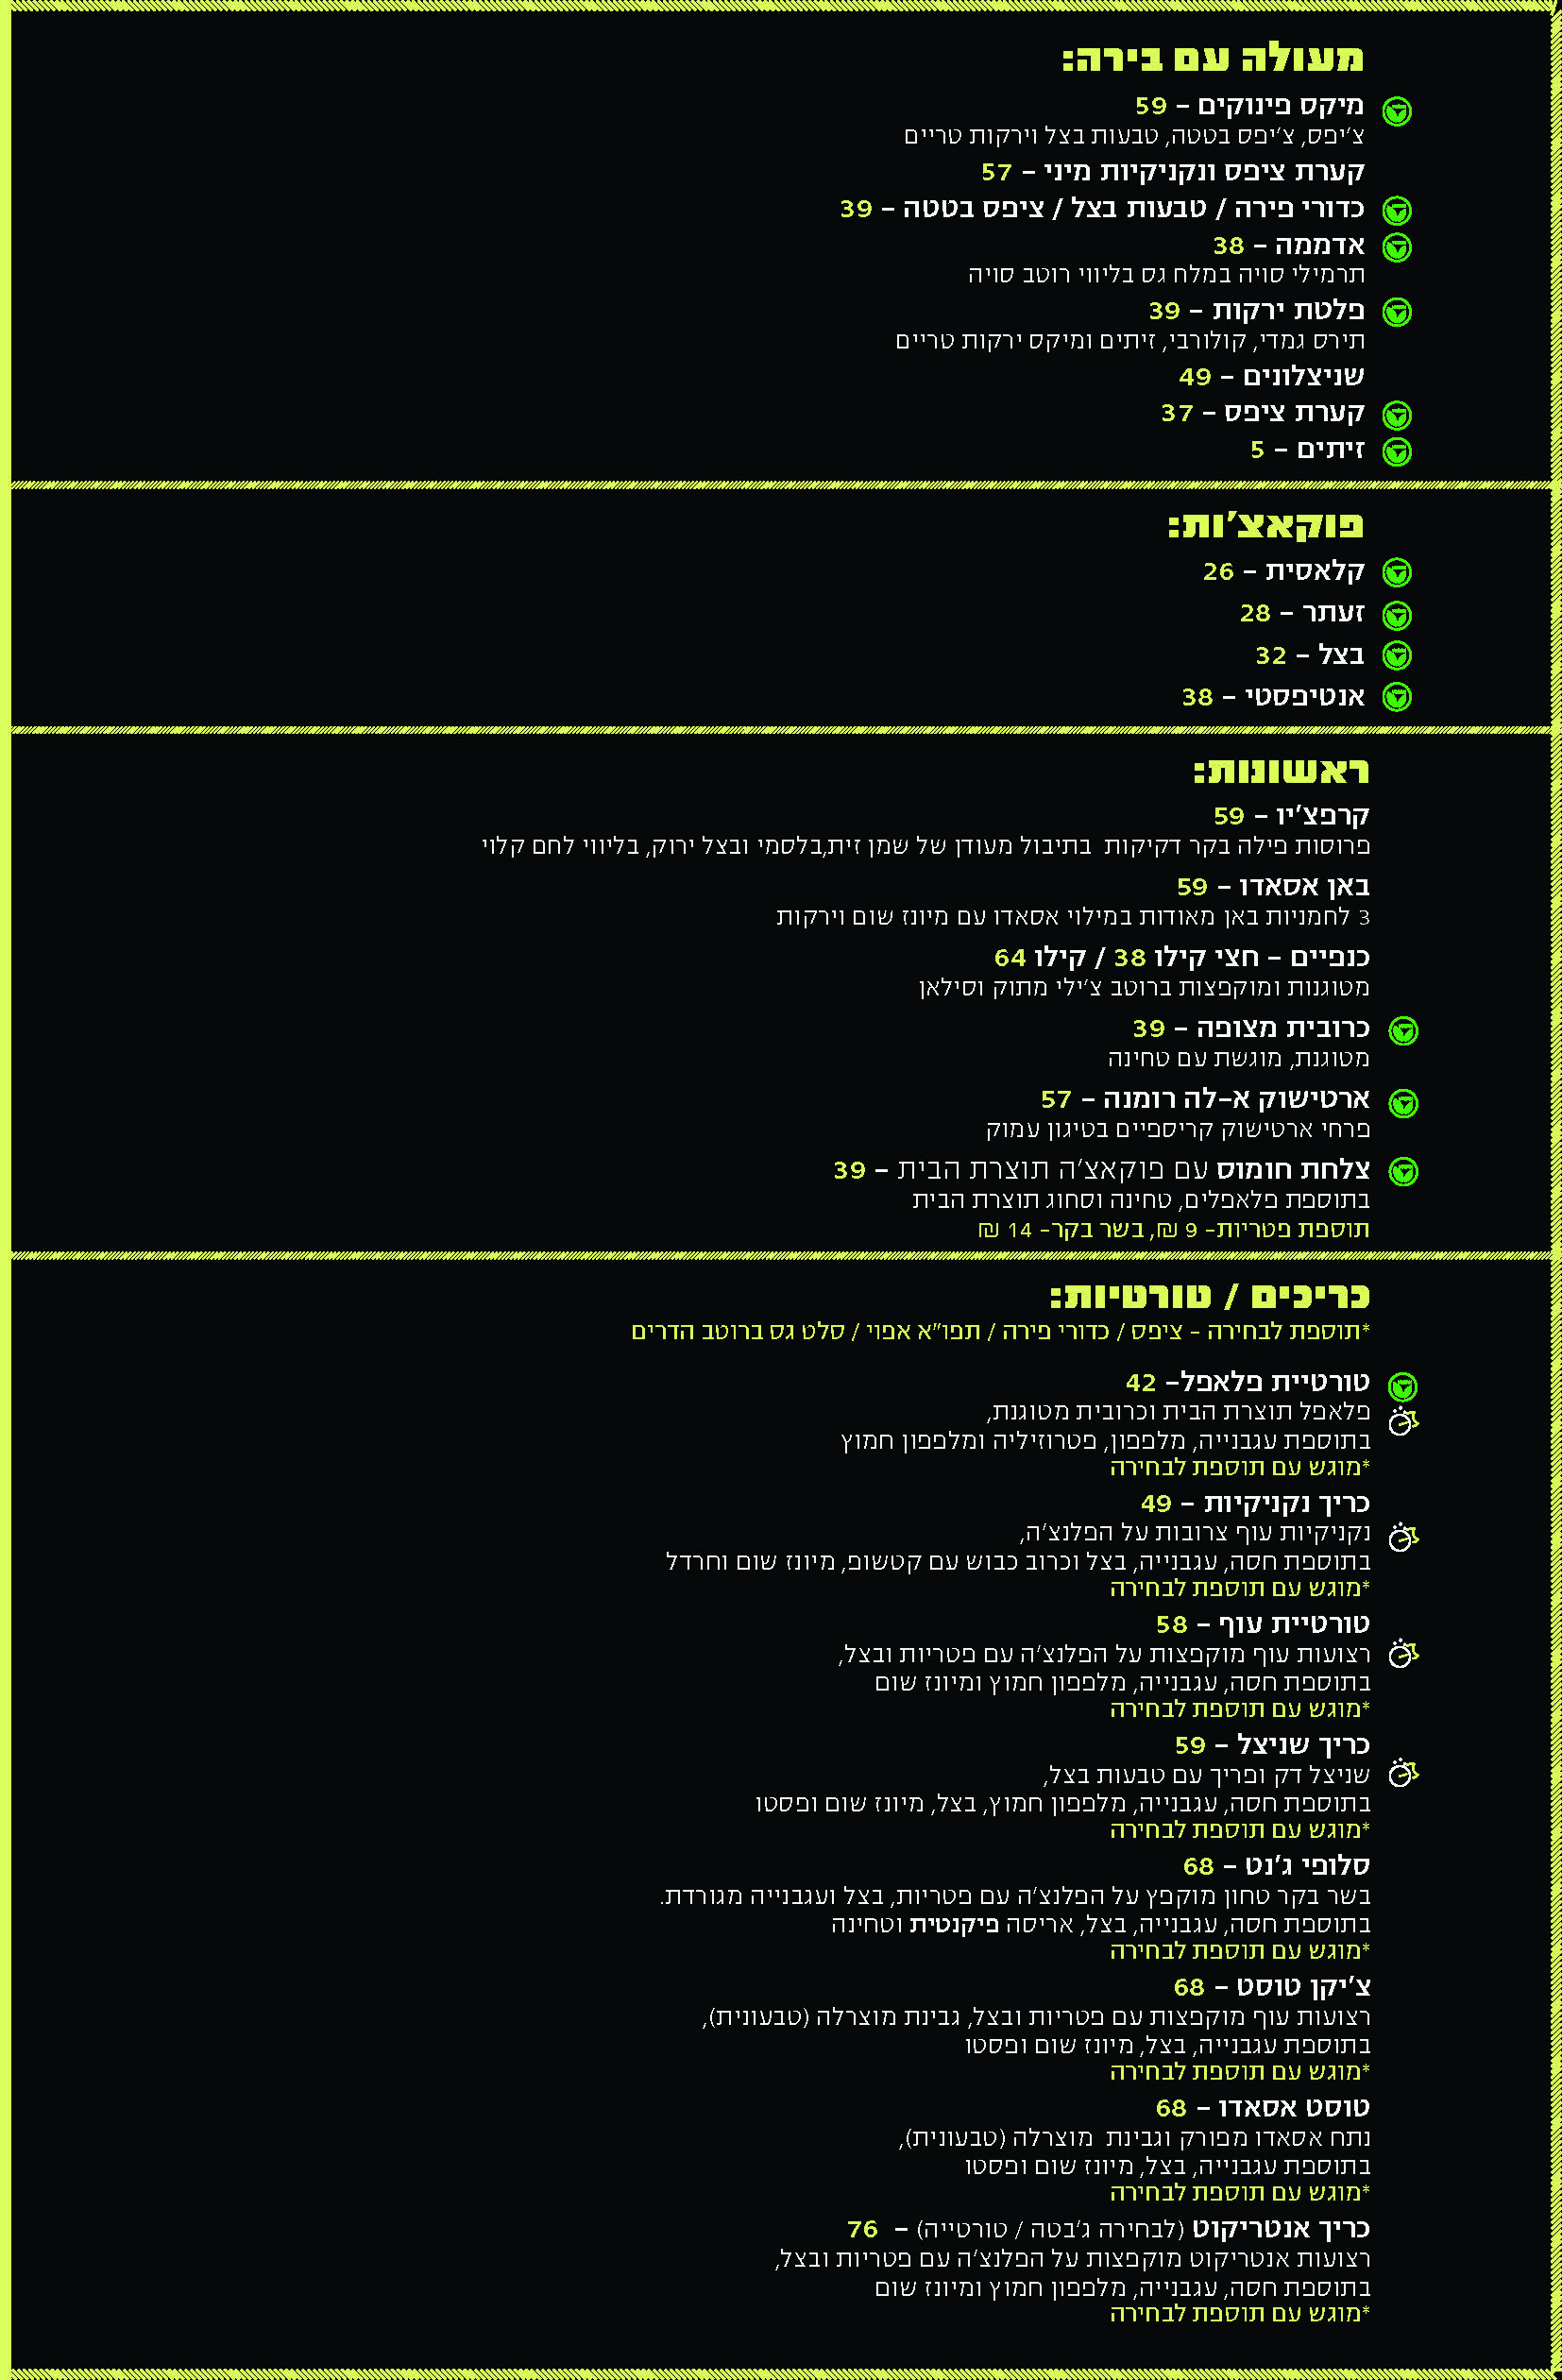 מעולה עם בירה:
מיקס פינוקים - 59
צ'יפס, צ'יפס בטטה, טבעות בצל וירקות טריים
קערת ציפס ונקניקיות מיני - 57
כדורי פירה / טבעות בצל / ציפס בטטה - 39
אדממה - 38
תרמילי סויה במלח גס בליווי רוטב סויה
פלטת ירקות - 39
תירס גמדי, קולורבי, זיתים ומיקס ירקות טריים
שניצלונים - 49
קערת ציפס - 37
זיתים - 5
פוקאצ'ות:
קלאסית - 26
זעתר - 28
בצל - 32
אנטיפסטי - 38
ראשונות:
קרפצ'יו - 59
פרוסות פילה בקר דקיקות בתיבול מעודן של שמן זית,בלסמי ובצל ירוק, בליווי לחם קלוי
באן אסאדו - 59
3 לחמניות באן מאודות במילוי אסאדו עם מיונז שום וירקות
כנפיים - חצי קילו 38 / קילו 64
מטוגנות ומוקפצות ברוטב צ'ילי מתוק וסילאן
כרובית מצופה - 39
מטוגנת, מוגשת עם טחינה
ארטישוק א-לה רומנה - 57
פרחי ארטישוק קריספיים בטיגון עמוק
צלחת חומוס עם פוקאצ'ה תוצרת הבית - 39
בתוספת פלאפלים, טחינה וסחוג תוצרת הבית
תוספת פטריות- 9 ₪, בשר בקר- 14 ₪
כריכים / טורטיות:
*תוספת לבחירה - ציפס / כדורי פירה / תפו"א אפוי / סלט גס ברוטב הדרים
טורטיית פלאפל- 42
פלאפל תוצרת הבית וכרובית מטוגנת,
בתוספת עגבנייה, מלפפון, פטרוזיליה ומלפפון חמוץ
*מוגש עם תוספת לבחירה
כריך נקניקיות - 49
נקניקיות עוף צרובות על הפלנצ'ה,
בתוספת חסה, עגבנייה, בצל וכרוב כבוש עם קטשופ, מיונז שום וחרדל
*מוגש עם תוספת לבחירה
טורטיית עוף - 58
רצועות עוף מוקפצות על הפלנצ'ה עם פטריות ובצל,
בתוספת חסה, עגבנייה, מלפפון חמוץ ומיונז שום
*מוגש עם תוספת לבחירה
כריך שניצל - 59
שניצל דק ופריך עם טבעות בצל,
בתוספת חסה, עגבנייה, מלפפון חמוץ, בצל, מיונז שום ופסטו
*מוגש עם תוספת לבחירה
סלופי ג'נט - 68
בשר בקר טחון מוקפץ על הפלנצ'ה עם פטריות, בצל ועגבנייה מגורדת.
בתוספת חסה, עגבנייה, בצל, אריסה פיקנטית וטחינה
*מוגש עם תוספת לבחירה
צ'יקן טוסט - 68
רצועות עוף מוקפצות עם פטריות ובצל, גבינת מוצרלה (טבעונית),
בתוספת עגבנייה, בצל, מיונז שום ופסטו
*מוגש עם תוספת לבחירה
טוסט אסאדו - 68
נתח אסאדו מפורק וגבינת מוצרלה (טבעונית),
בתוספת עגבנייה, בצל, מיונז שום ופסטו
*מוגש עם תוספת לבחירה
כריך אנטריקוט (לבחירה ג'בטה / טורטייה) - 76
רצועות אנטריקוט מוקפצות על הפלנצ'ה עם פטריות ובצל,
בתוספת חסה, עגבנייה, מלפפון חמוץ ומיונז שום
*מוגש עם תוספת לבחירה